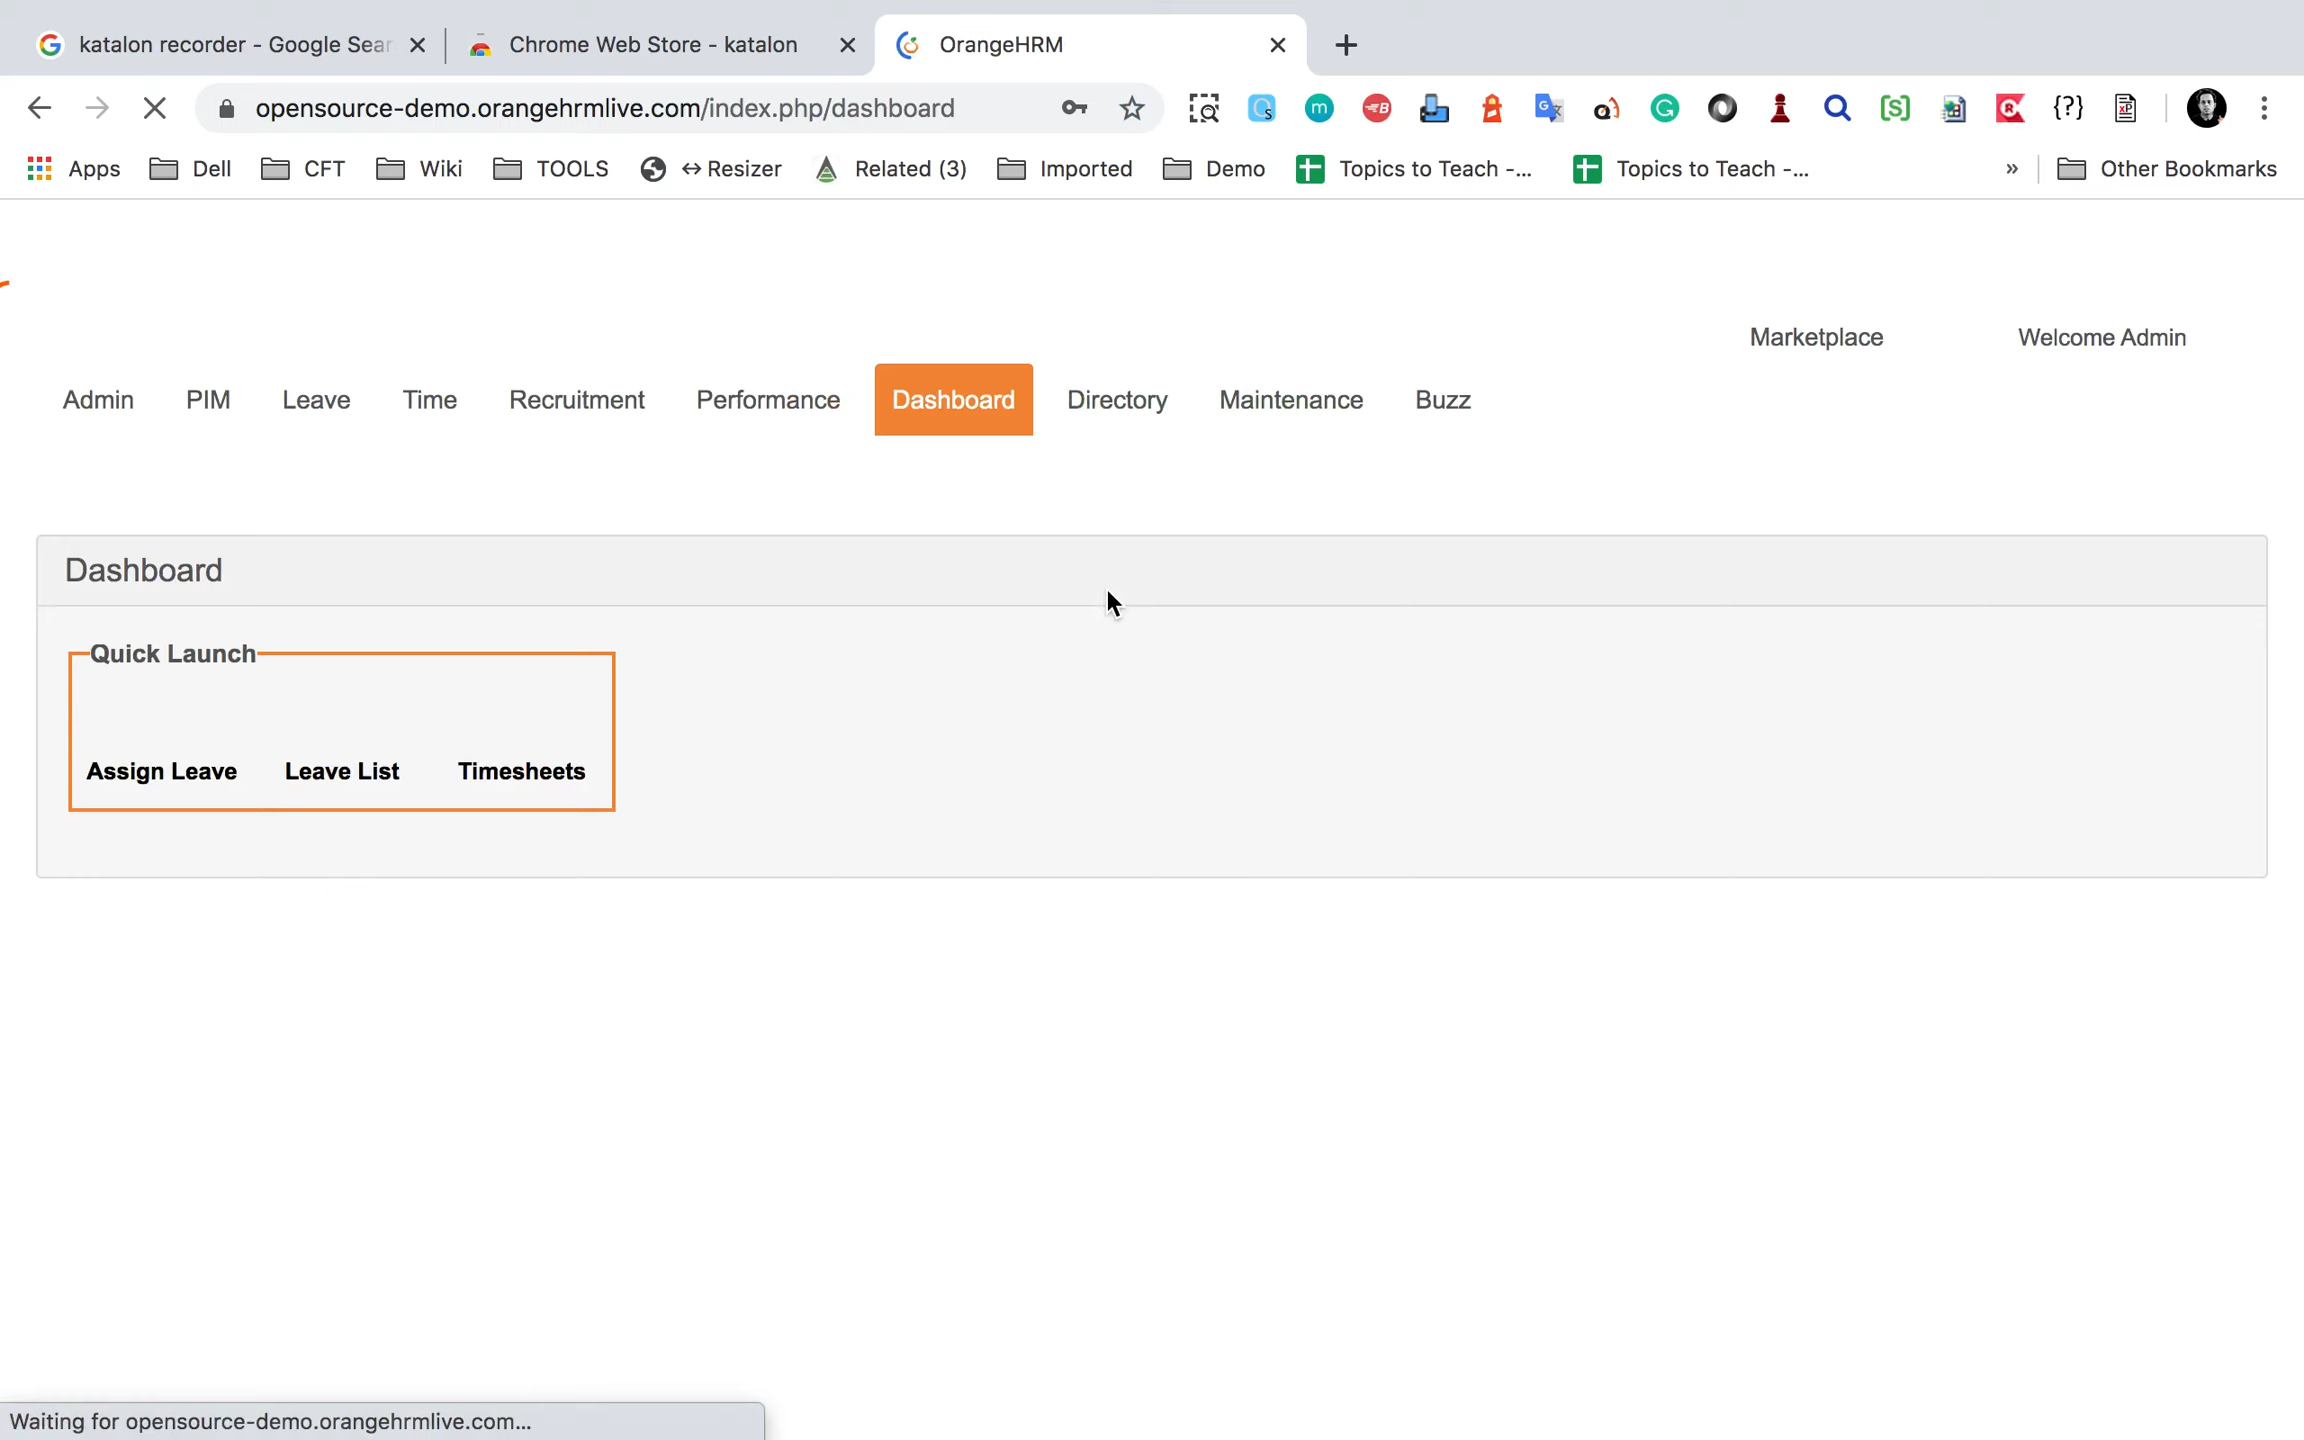 katalon recorder - Google Sear
Chrome Web Store - katalon
OrangeHRM
opensource-demo.orangehrmlive.com/index.php/dashboard
Apps
Dell
CFT
Wiki
TOOLS
↔ Resizer
Related (3)
Imported
Demo
Topics to Teach -...
Topics to Teach -...
»
Other Bookmarks
Marketplace
Welcome Admin
Admin
PIM
Leave
Time
Recruitment
Performance
Dashboard
Directory
Maintenance
Buzz
Dashboard
Quick Launch
Assign Leave
Leave List
Timesheets
Waiting for opensource-demo.orangehrmlive.com...